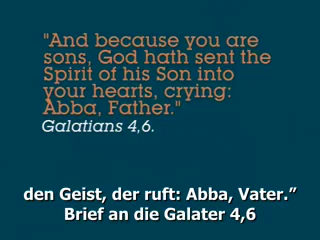 "And because you are
sons, God hath sent the
Spirit of his Son into
your hearts, crying:
Abba, Father."
Galatians 4,6.
den Geist, der ruft: Abba, Vater.”
Brief an die Galater 4,6